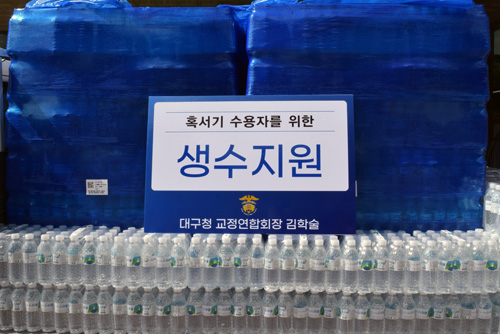 혹서기 수용자를 위한
생수지원
대구청 교정연합회장 김학술